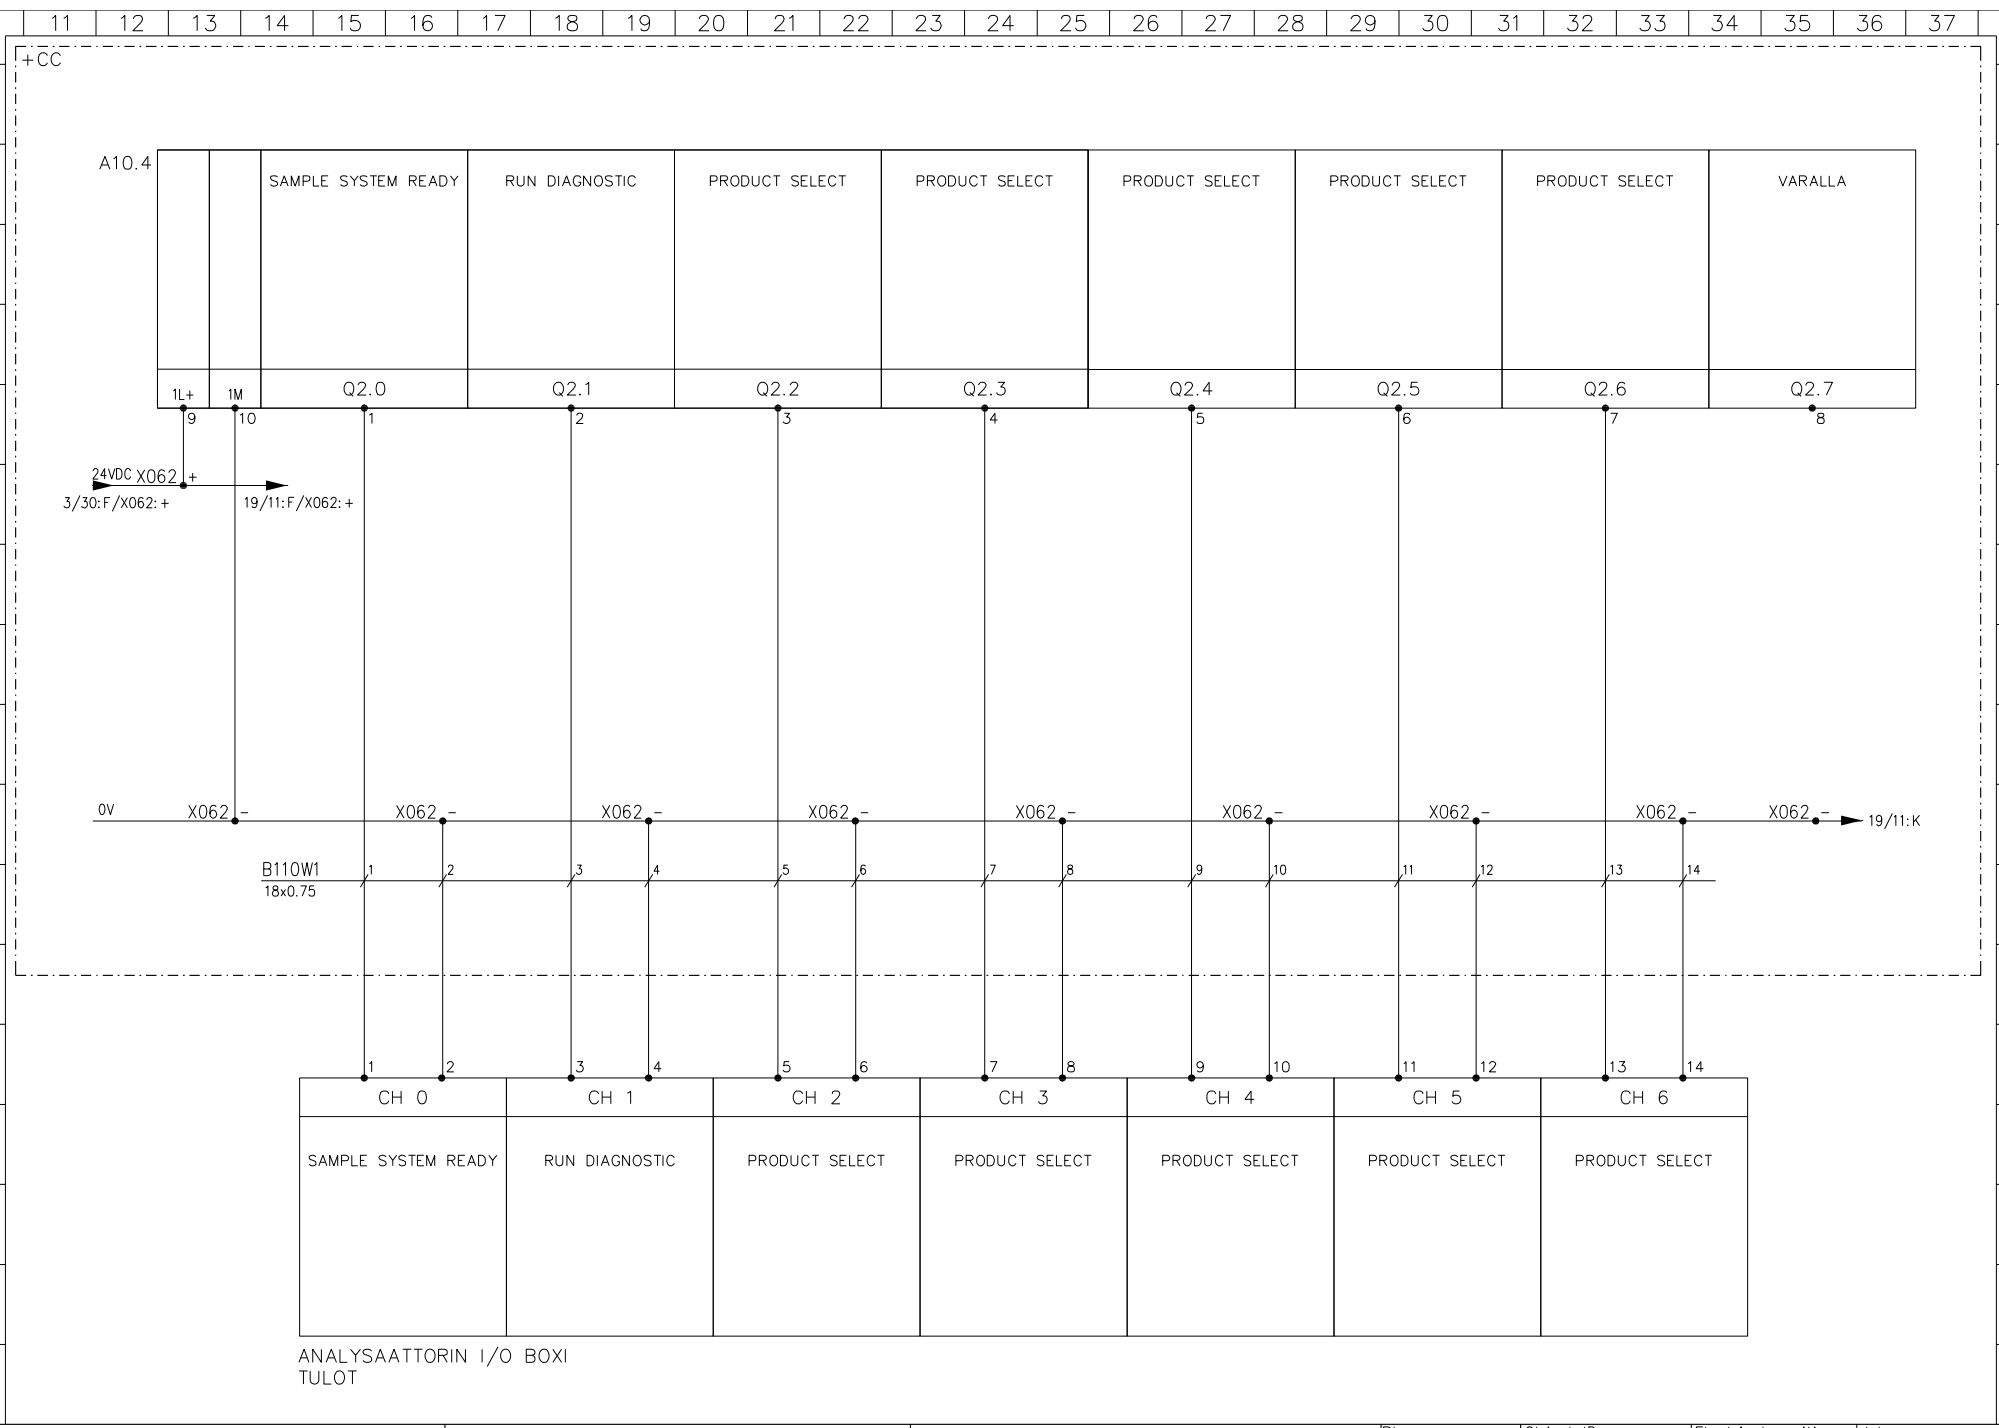 11 12 13 14 15 16 17 18 19 20 21 22 23 24 25 26 27 28 29 30 31 32 33 34 35 36 37
+CC
A10.4
SAMPLE SYSTEM READY RUN DIAGNOSTIC PRODUCT SELECT PRODUCT SELECT PRODUCT SELECT PRODUCT SELECT PRODUCT SELECT VARALLA
1L+ 1M Q2.0 Q2.1 Q2.2 Q2.3 Q2.4 Q2.5 Q2.6 Q2.7
9 10 1 2 3 4 5 6 7 8
24VDC X062 +
3/30:F/X062:+ 19/11:F/X062:+
0V X062 - X062 - X062 - X062 - X062 - X062 - X062 - X062 - X062 - 19/11:K
B110W1 1 2 3 4 5 6 7 8 9 10 11 12 13 14
18x0.75
1 2 3 4 5 6 7 8 9 10 11 12 13 14
CH 0 CH 1 CH 2 CH 3 CH 4 CH 5 CH 6
SAMPLE SYSTEM READY RUN DIAGNOSTIC PRODUCT SELECT PRODUCT SELECT PRODUCT SELECT PRODUCT SELECT PRODUCT SELECT
ANALYSAATTORIN I/O BOXI
TULOT